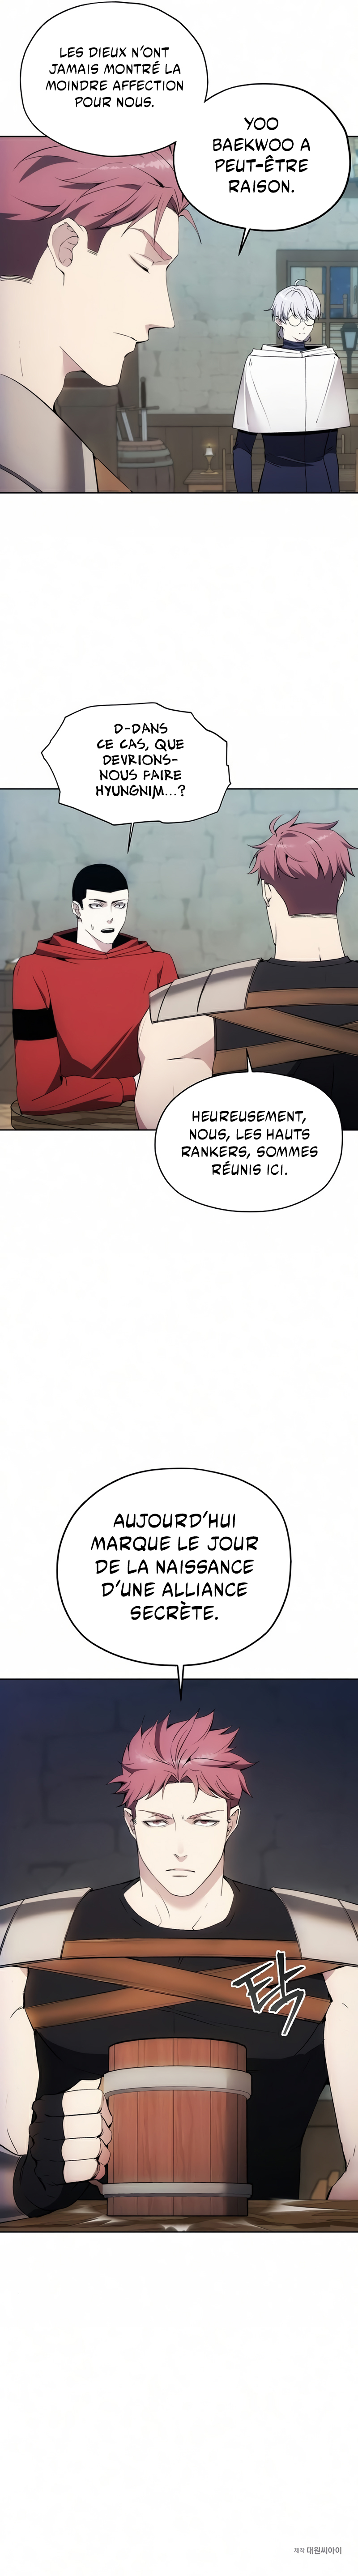 LES DIEUX N'ONT
JAMAIS MONTRÉ LA
MOINDRE AFFECTION
POUR NOUS.
YOO
BAEKWOO A
PEUT-ÊTRE
RAISON.
D-DANS
CE CAS, QUE
DEVRIONS-
NOUS FAIRE
HYUNGNIM...?
HEUREUSEMENT,
NOUS, LES HAUTS
RANKERS, SOMMES
RÉUNIS ICI.
AUJOURD'HUI
MARQUE LE JOUR
DE LA NAISSANCE
D'UNE ALLIANCE
SECRÈTE.
탁
제작 대원씨아이